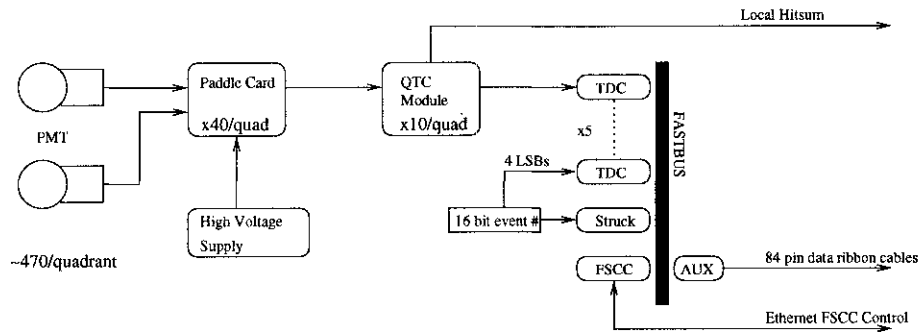 Local Hitsum
PMT
~470/quadrant
Paddle Card
x40/quad
High Voltage
Supply
QTC
Module
x10/quad
TDC
x5
TDC
4 LSBs
16 bit event #
Struck
FSCC
FASTBUS
AUX
84 pin data ribbon cables
Ethernet FSCC Control